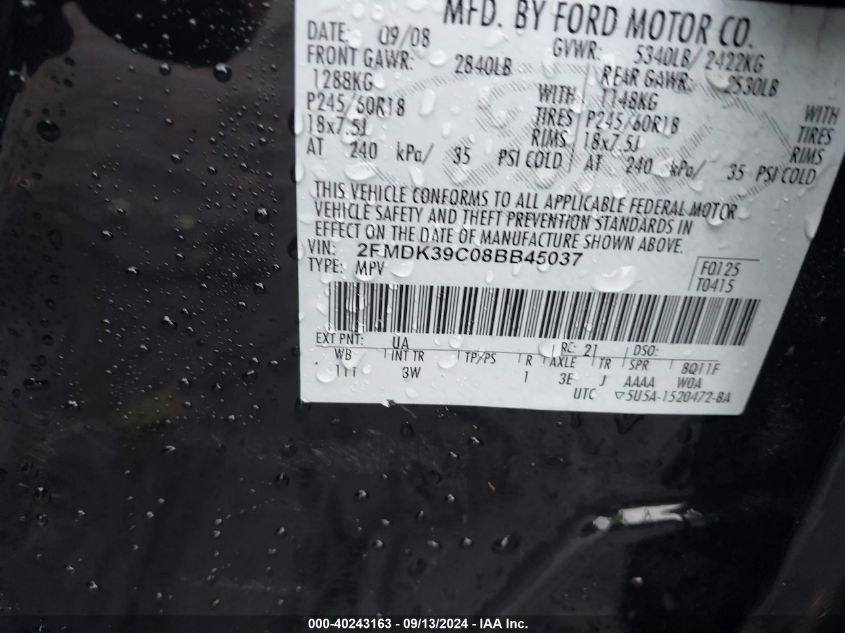 MFD. BY FORD MOTOR CO.
DATE: 09/08 GVWR: 5340LB/ 2422KG
FRONT GAWR: 2840LB REAR GAWR: 2530LB
1288KG WITH 1148KG WITH
P245/60R18 TIRES P245/60R18 TIRES
18x7.5J RIMS 18x7.5J RIMS
AT 240 kPa/ 35 PSI COLD AT 240 kPa/ 35 PSI COLD
THIS VEHICLE CONFORMS TO ALL APPLICABLE FEDERAL MOTOR
VEHICLE SAFETY AND THEFT PREVENTION STANDARDS IN
EFFECT ON THE DATE OF MANUFACTURE SHOWN ABOVE.
VIN: 2FMDK39C08BB45037
TYPE: MPV F0125
T0415
EXT PNT: UA RC: 21 DSO:
WB INT TR TP/PS R AXLE TR SPR 8Q11F
111 3W 1 3E J AAAA W0A
UTC ▽5U5A-1520472-BA
000-40243163 - 09/13/2024 - IAA Inc.